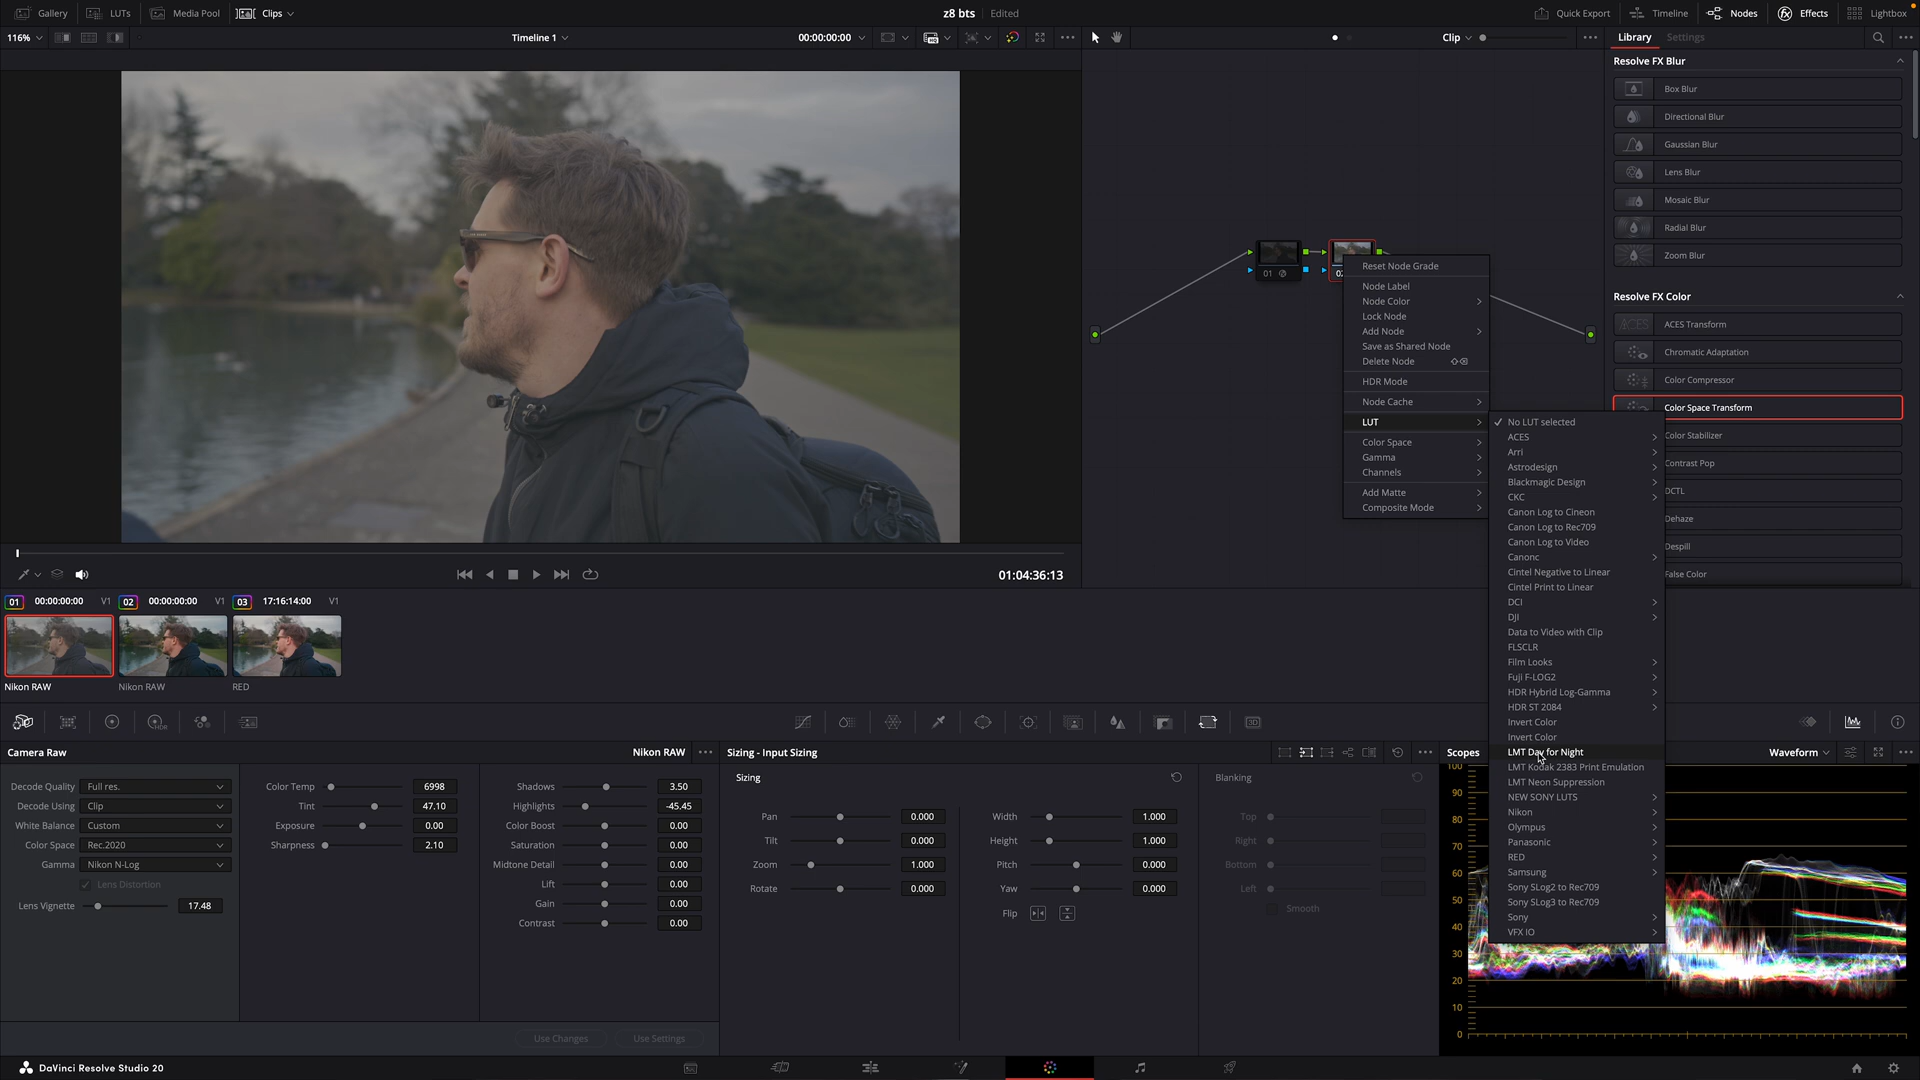 Gallery
LUTs
Media Pool
Clips
z8 bts
Edited
Quick Export
Timeline
Nodes
Effects
Lightbox
116%
Timeline 1
00:00:00:00
Clip
Library
Settings
Resolve FX Blur
Box Blur
Directional Blur
Gaussian Blur
Lens Blur
Mosaic Blur
Radial Blur
Zoom Blur
Resolve FX Color
ACES Transform
Chromatic Adaptation
Color Compressor
Color Space Transform
Color Stabilizer
Contrast Pop
DCTL
Dehaze
Despill
False Color
01
Reset Node Grade
Node Label
Node Color
Lock Node
Add Node
Save as Shared Node
Delete Node
HDR Mode
Node Cache
LUT
Color Space
Gamma
Channels
Add Matte
Composite Mode
No LUT selected
ACES
Arri
Astrodesign
Blackmagic Design
CKC
Canon Log to Cineon
Canon Log to Rec709
Canon Log to Video
Canonc
Cintel Negative to Linear
Cintel Print to Linear
DCI
DJI
Data to Video with Clip
FLSCLR
Film Looks
Fuji F-LOG2
HDR Hybrid Log-Gamma
HDR ST 2084
Invert Color
Invert Color
LMT Day for Night
LMT Kodak 2383 Print Emulation
LMT Neon Suppression
NEW SONY LUTS
Nikon
Olympus
Panasonic
RED
Samsung
Sony SLog2 to Rec709
Sony SLog3 to Rec709
Sony
VFX IO
01:04:36:13
01 00:00:00:00 V1
02 00:00:00:00 V1
03 17:16:14:00 V1
Nikon RAW
Nikon RAW
RED
Camera Raw
Nikon RAW
Decode Quality Full res.
Decode Using Clip
White Balance Custom
Color Space Rec.2020
Gamma Nikon N-Log
Lens Distortion
Lens Vignette 17.48
Color Temp 6998
Tint 47.10
Exposure 0.00
Sharpness 2.10
Shadows 3.50
Highlights -45.45
Color Boost 0.00
Saturation 0.00
Midtone Detail 0.00
Lift 0.00
Gain 0.00
Contrast 0.00
Use Changes
Use Settings
Sizing - Input Sizing
Sizing
Pan 0.000
Tilt 0.000
Zoom 1.000
Rotate 0.000
Width 1.000
Height 1.000
Pitch 0.000
Yaw 0.000
Flip
Blanking
Top
Right
Bottom
Left
Smooth
Scopes
Waveform
100
90
80
70
60
50
40
30
20
10
0
DaVinci Resolve Studio 20